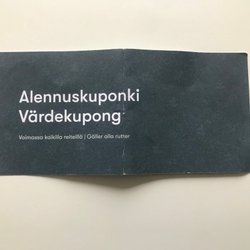 Alennuskuponki
Värdekupong
Voimassa kaikilla reiteillä | Gäller alla rutter